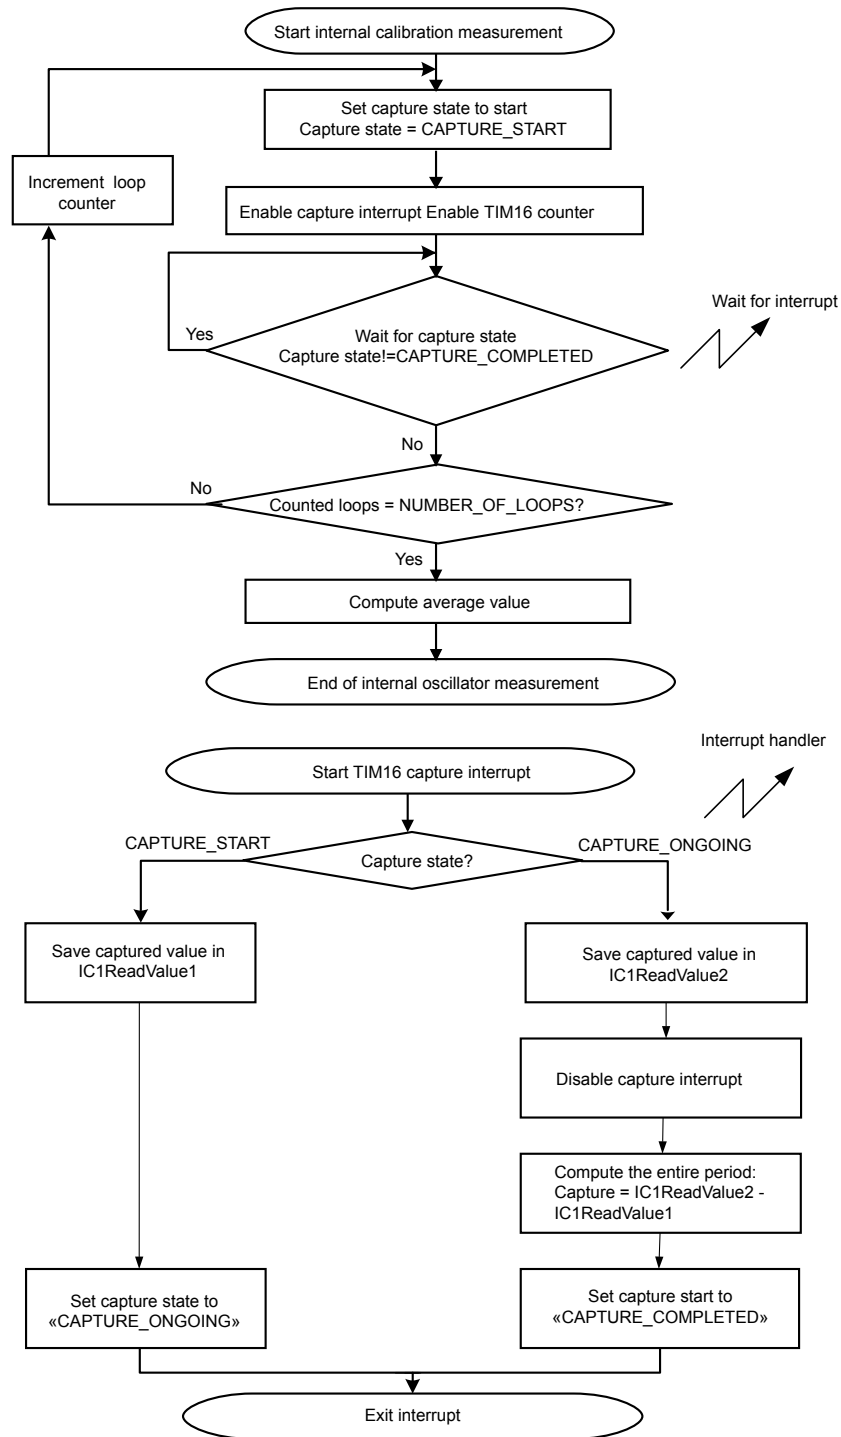 Start internal calibration measurement
Set capture state to start
Capture state = CAPTURE_START
Increment loop
counter
Enable capture interrupt Enable TIM16 counter
Wait for interrupt
Yes
Wait for capture state
Capture state!=CAPTURE_COMPLETED
No
No
Counted loops = NUMBER_OF_LOOPS?
Yes
Compute average value
End of internal oscillator measurement
Interrupt handler
Start TIM16 capture interrupt
CAPTURE_START
CAPTURE_ONGOING
Capture state?
Save captured value in
IC1ReadValue1
Save captured value in
IC1ReadValue2
Disable capture interrupt
Compute the entire period:
Capture = IC1ReadValue2 -
IC1ReadValue1
Set capture state to
«CAPTURE_ONGOING»
Set capture start to
«CAPTURE_COMPLETED»
Exit interrupt